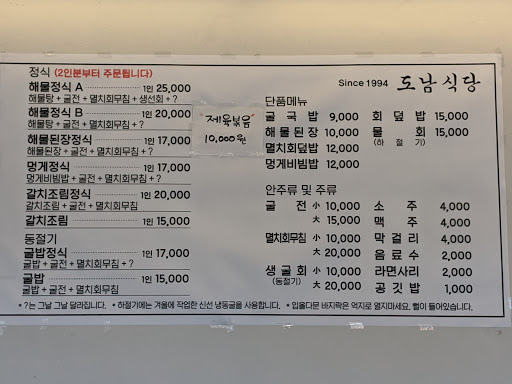 정식 (2인분부터 주문됩니다)
해물정식 A 1인 25,000
해물탕 + 굴전 + 멸치회무침 + 생선회 + ?
해물정식 B 1인 20,000
해물탕 + 굴전 + 멸치회무침 + ?
해물된장정식 1인 17,000
해물된장 + 굴전 + 멸치회무침 + ?
멍게정식 1인 17,000
멍게비빔밥 + 굴전 + 멸치회무침 + ?
갈치조림정식 1인 20,000
갈치조림 + 굴전 + 멸치회무침
갈치조림 1인 15,000
동절기
굴밥정식 1인 17,000
굴밥 + 굴전 + 멸치회무침 + ?
굴밥 1인 15,000
굴밥 + 굴전 + 멸치회무침
제육볶음
10,000원
Since 1994 도남식당
단품메뉴
굴국밥 9,000 회덮밥 15,000
해물된장 10,000 물회 15,000
(하절기)
멸치회덮밥 12,000
멍게비빔밥 12,000
안주류 및 주류
굴전 小 10,000 소주 4,000
大 15,000 맥주 4,000
멸치회무침 小 10,000 막걸리 4,000
大 20,000 음료수 2,000
생굴회 小 10,000 라면사리 2,000
(동절기) 大 20,000 공깃밥 1,000
* ?는 그날 그날 달라집니다. * 하절기에는 겨울에 작업한 신선 냉동굴을 사용합니다. * 입을다문 바지락은 억지로 열지마세요. 뻘이 들어있습니다.